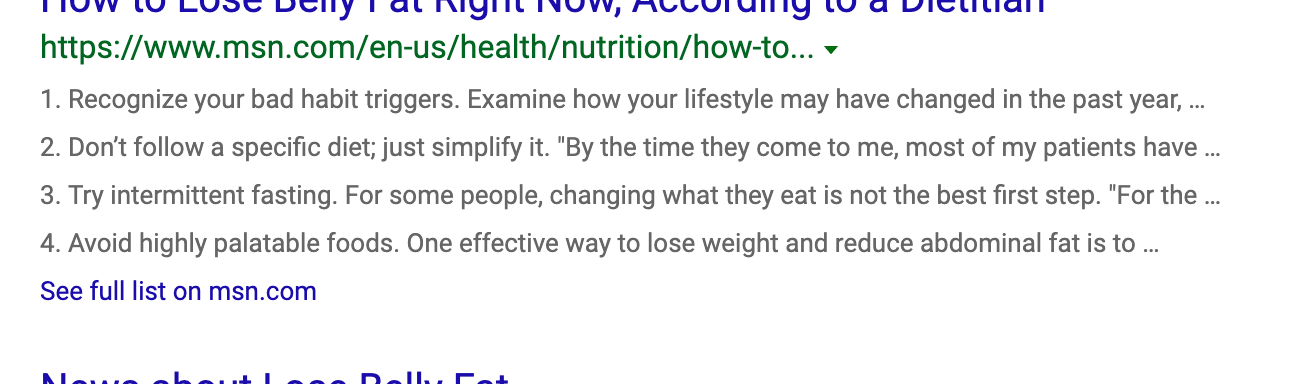 How to Lose Belly Fat Right Now, According to a Dietitian
https://www.msn.com/en-us/health/nutrition/how-to...
1. Recognize your bad habit triggers. Examine how your lifestyle may have changed in the past year, …
2. Don’t follow a specific diet; just simplify it. "By the time they come to me, most of my patients have …
3. Try intermittent fasting. For some people, changing what they eat is not the best first step. "For the …
4. Avoid highly palatable foods. One effective way to lose weight and reduce abdominal fat is to …
See full list on msn.com
News about Lose Belly Fat